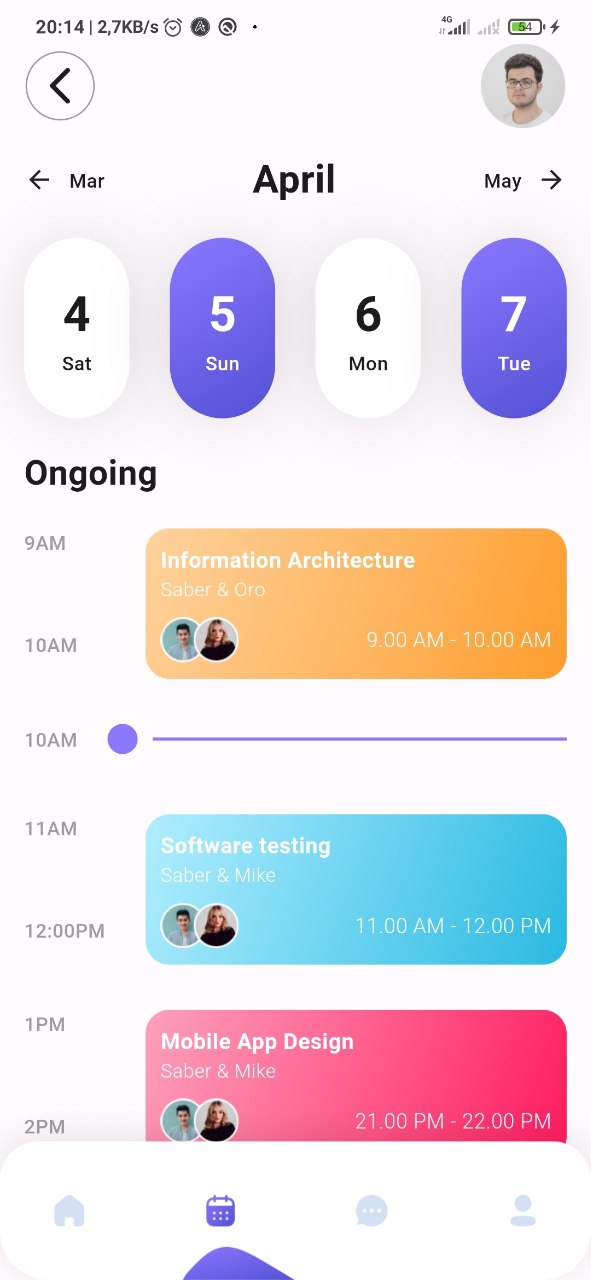 20:14 | 2,7KB/s
4G
54
Mar
April
May
4
Sat
5
Sun
6
Mon
7
Tue
Ongoing
9AM
Information Architecture
Saber & Oro
10AM
9.00 AM - 10.00 AM
10AM
11AM
Software testing
Saber & Mike
12:00PM
11.00 AM - 12.00 PM
1PM
Mobile App Design
Saber & Mike
2PM
21.00 PM - 22.00 PM